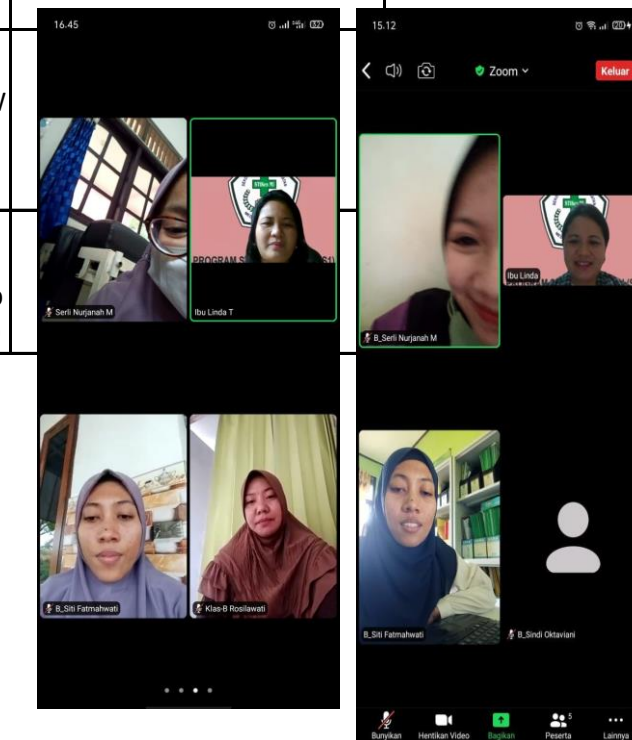 16.45
Serli Nurjanah M
Ibu Linda T
B_Siti Fatmahwati
Klas-B Rosilawati
15.12
Zoom
Keluar
B_Serli Nurjanah M
Ibu Linda
B_Siti Fatmahwati
B_Sindi Oktaviani
Bunyikan
Hentikan Video
Bagikan
5
Peserta
Lainnya